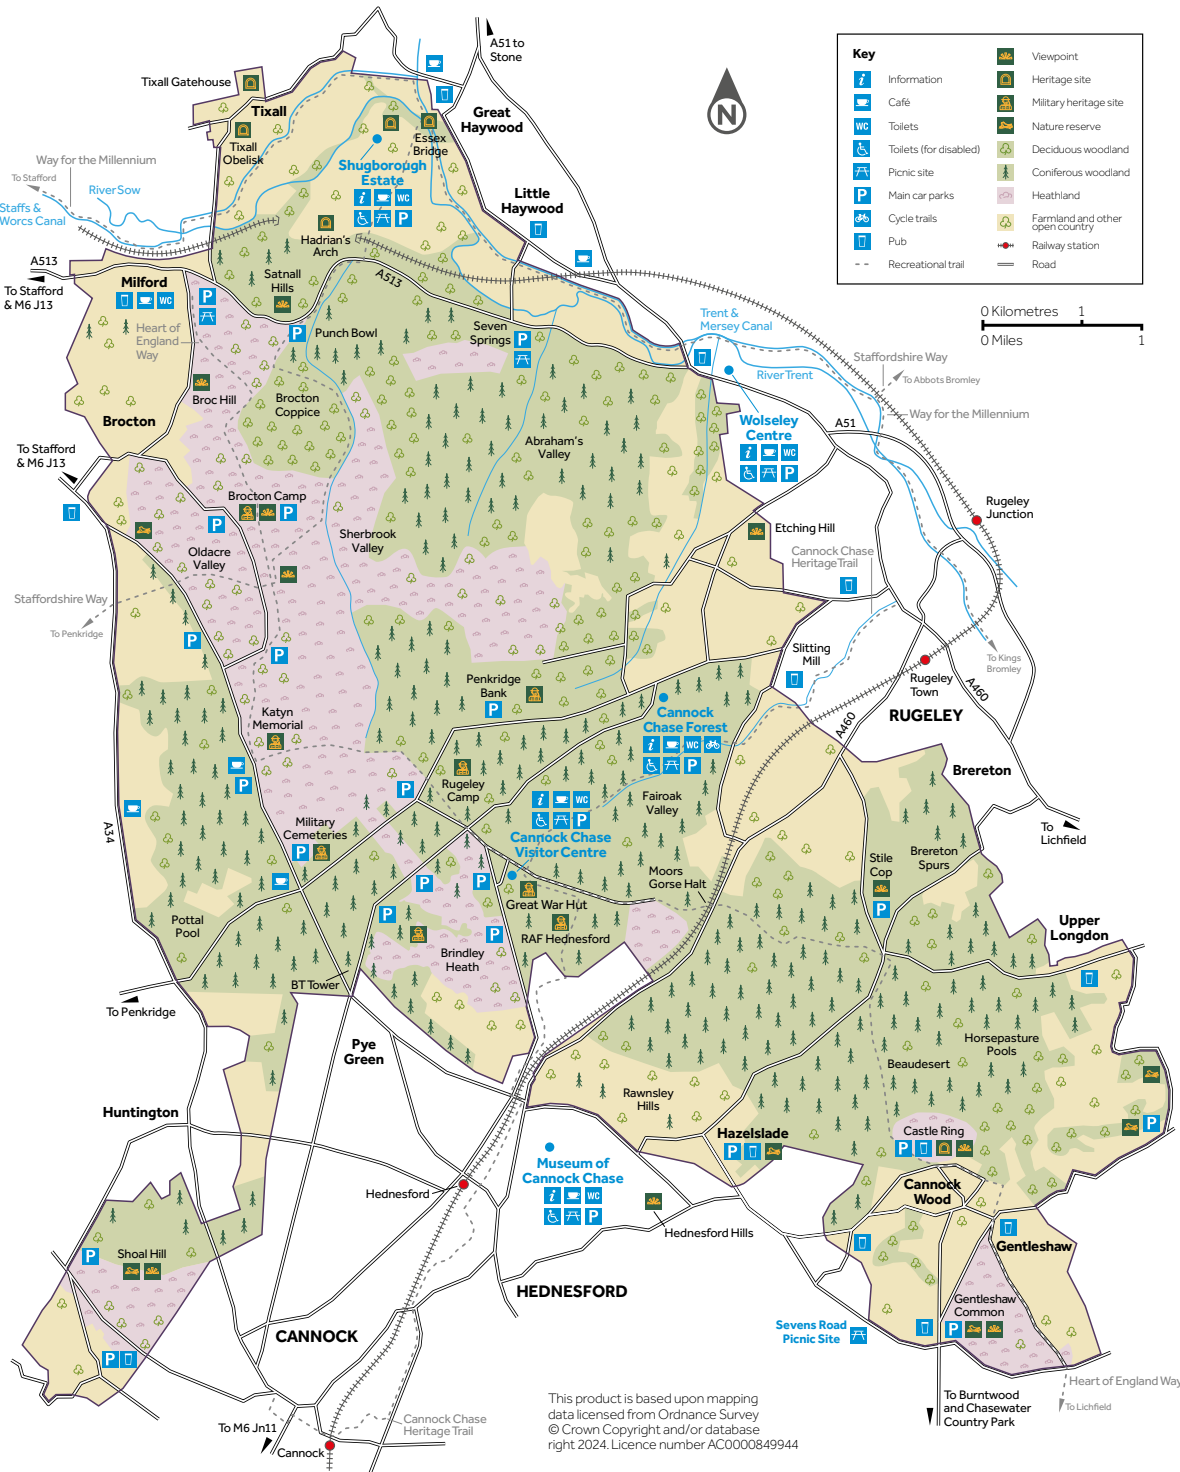 A51 to
Stone
Tixall Gatehouse
Tixall
Great
Haywood
Tixall
Obelisk
Essex
Bridge
Way for the Millennium
To Stafford
River Sow
Staffs &
Worcs Canal
Shugborough
Estate
i
WC
P
Little
Haywood
Hadrian's
Arch
A513
To Stafford
& M6 J13
Milford
WC
P
Satnall
Hills
A513
Heart of
England
Way
P
Punch Bowl
Seven
Springs
P
Trent &
Mersey Canal
River Trent
Staffordshire Way
To Abbots Bromley
Way for the Millennium
Broc Hill
Brocton
Coppice
Brocton
To Stafford
& M6 J13
Abraham's
Valley
Wolseley
Centre
i
WC
P
A51
Brocton Camp
P
P
Oldacre
Valley
Sherbrook
Valley
Etching Hill
Cannock Chase
Heritage Trail
Rugeley
Junction
Staffordshire Way
To Penkridge
P
P
Slitting
Mill
To Kings
Bromley
Rugeley
Town
A460
RUGELEY
A460
Penkridge
Bank
P
Katyn
Memorial
Cannock
Chase Forest
i
WC
P
P
P
Rugeley
Camp
Fairoak
Valley
Brereton
To
Lichfield
A34
i
WC
P
Cannock Chase
Visitor Centre
Military
Cemeteries
P
P
P
Great War Hut
Moors
Gorse Halt
Stile
Cop
P
Brereton
Spurs
Pottal
Pool
P
P
RAF Hednesford
Brindley
Heath
Upper
Longdon
BT Tower
To Penkridge
Pye
Green
Horsepasture
Pools
Beaudesert
Rawnsley
Hills
Huntington
Hazelslade
P
Castle Ring
P
P
Museum of
Cannock Chase
i
WC
P
Hednesford
Cannock
Wood
Hednesford Hills
Gentleshaw
P
Shoal Hill
HEDNESFORD
Gentleshaw
Common
P
Sevens Road
Picnic Site
CANNOCK
P
Heart of England Way
To Lichfield
To Burntwood
and Chasewater
Country Park
To M6 Jn11
Cannock
Cannock Chase
Heritage Trail
This product is based upon mapping
data licensed from Ordnance Survey
© Crown Copyright and/or database
right 2024. Licence number AC0000849944
N
Key
i Information
Café
WC Toilets
Toilets (for disabled)
Picnic site
P Main car parks
Cycle trails
Pub
Recreational trail
Viewpoint
Heritage site
Military heritage site
Nature reserve
Deciduous woodland
Coniferous woodland
Heathland
Farmland and other
open country
Railway station
Road
0 Kilometres 1
0 Miles 1